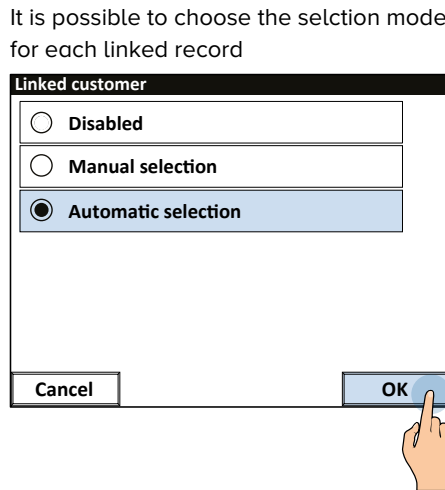 It is possible to choose the selction mode
for each linked record
Linked customer
Disabled
Manual selection
Automatic selection
Cancel
OK